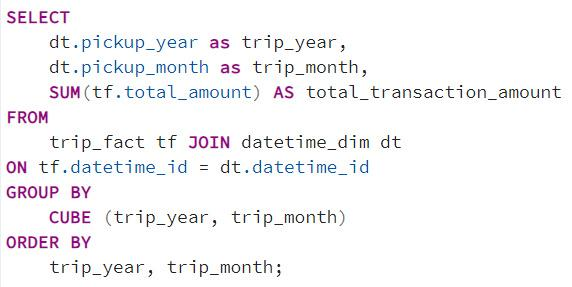 SELECT
dt.pickup_year as trip_year,
dt.pickup_month as trip_month,
SUM(tf.total_amount) AS total_transaction_amount
FROM
trip_fact tf JOIN datetime_dim dt
ON tf.datetime_id = dt.datetime_id
GROUP BY
CUBE (trip_year, trip_month)
ORDER BY
trip_year, trip_month;